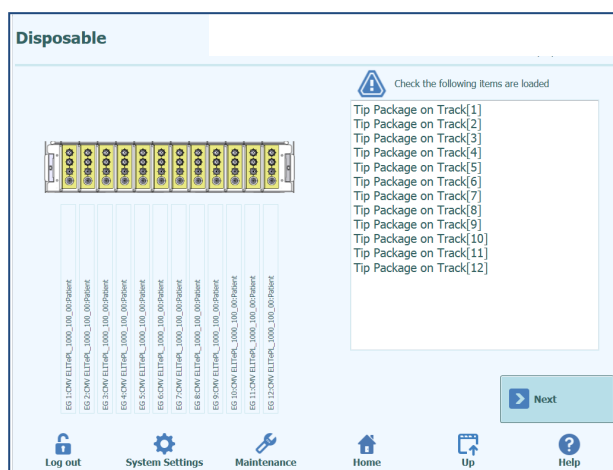 Disposable
Check the following items are loaded
Tip Package on Track[1]
Tip Package on Track[2]
Tip Package on Track[3]
Tip Package on Track[4]
Tip Package on Track[5]
Tip Package on Track[6]
Tip Package on Track[7]
Tip Package on Track[8]
Tip Package on Track[9]
Tip Package on Track[10]
Tip Package on Track[11]
Tip Package on Track[12]
EG 1:CMV ELITePL_1000_100_00:Patient
EG 2:CMV ELITePL_1000_100_00:Patient
EG 3:CMV ELITePL_1000_100_00:Patient
EG 4:CMV ELITePL_1000_100_00:Patient
EG 5:CMV ELITePL_1000_100_00:Patient
EG 6:CMV ELITePL_1000_100_00:Patient
EG 7:CMV ELITePL_1000_100_00:Patient
EG 8:CMV ELITePL_1000_100_00:Patient
EG 9:CMV ELITePL_1000_100_00:Patient
EG 10:CMV ELITePL_1000_100_00:Patient
EG 11:CMV ELITePL_1000_100_00:Patient
EG 12:CMV ELITePL_1000_100_00:Patient
Next
Log out
System Settings
Maintenance
Home
Up
Help